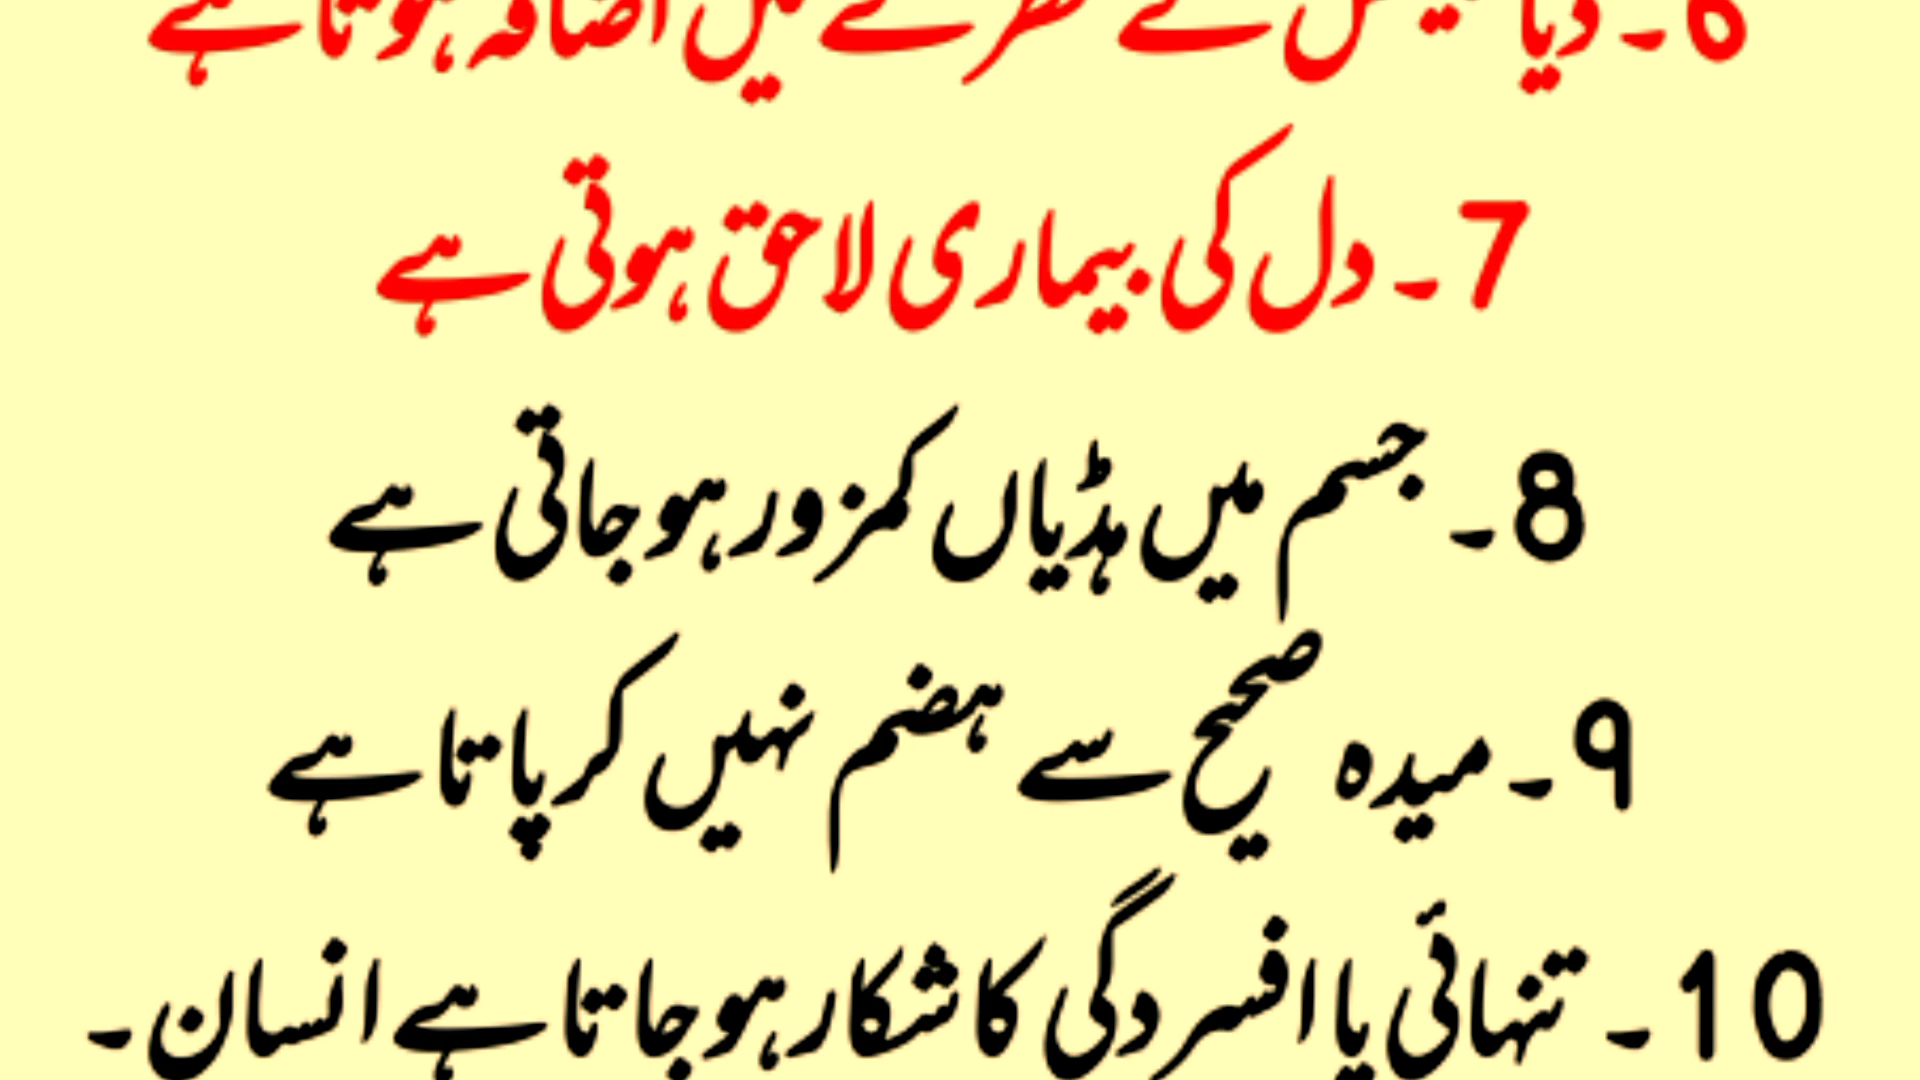 6۔ دیا کے خطرے میں اضافہ ہوتا ہے
7۔ دل کی بیماری لاحق ہوتی ہے
8۔ جسم میں ہڈیاں کمزور ہو جاتی ہے
۹۔ میدہ صحیح سے ہضم نہیں کر پاتا ہے
10۔ تنہائی یا افسردگی کا شکار ہو جاتا ہے انسان۔